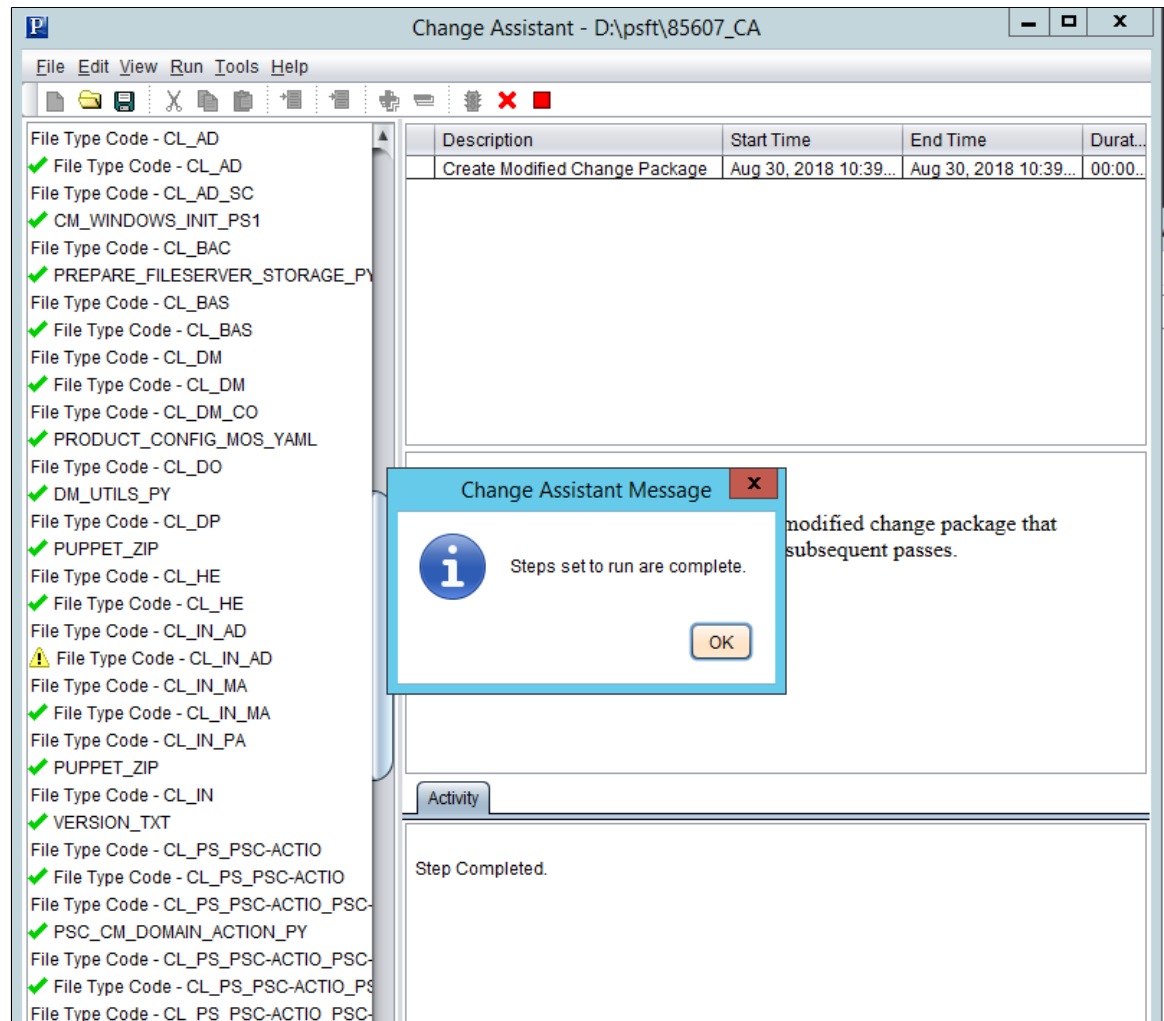 Change Assistant - D:\psft\85607_CA
File Edit View Run Tools Help
File Type Code - CL_AD
File Type Code - CL_AD
File Type Code - CL_AD_SC
CM_WINDOWS_INIT_PS1
File Type Code - CL_BAC
PREPARE_FILESERVER_STORAGE_PY
File Type Code - CL_BAS
File Type Code - CL_BAS
File Type Code - CL_DM
File Type Code - CL_DM
File Type Code - CL_DM_CO
PRODUCT_CONFIG_MOS_YAML
File Type Code - CL_DO
DM_UTILS_PY
File Type Code - CL_DP
PUPPET_ZIP
File Type Code - CL_HE
File Type Code - CL_HE
File Type Code - CL_IN_AD
File Type Code - CL_IN_AD
File Type Code - CL_IN_MA
File Type Code - CL_IN_MA
File Type Code - CL_IN_PA
PUPPET_ZIP
File Type Code - CL_IN
VERSION_TXT
File Type Code - CL_PS_PSC-ACTIO
File Type Code - CL_PS_PSC-ACTIO
File Type Code - CL_PS_PSC-ACTIO_PSC-
PSC_CM_DOMAIN_ACTION_PY
File Type Code - CL_PS_PSC-ACTIO_PSC-
File Type Code - CL_PS_PSC-ACTIO_PS
File Type Code - CL_PS_PSC-ACTIO_PSC-
Description Start Time End Time Durat...
Create Modified Change Package Aug 30, 2018 10:39... Aug 30, 2018 10:39... 00:00...
modified change package that
subsequent passes.
Change Assistant Message
Steps set to run are complete.
OK
Activity
Step Completed.